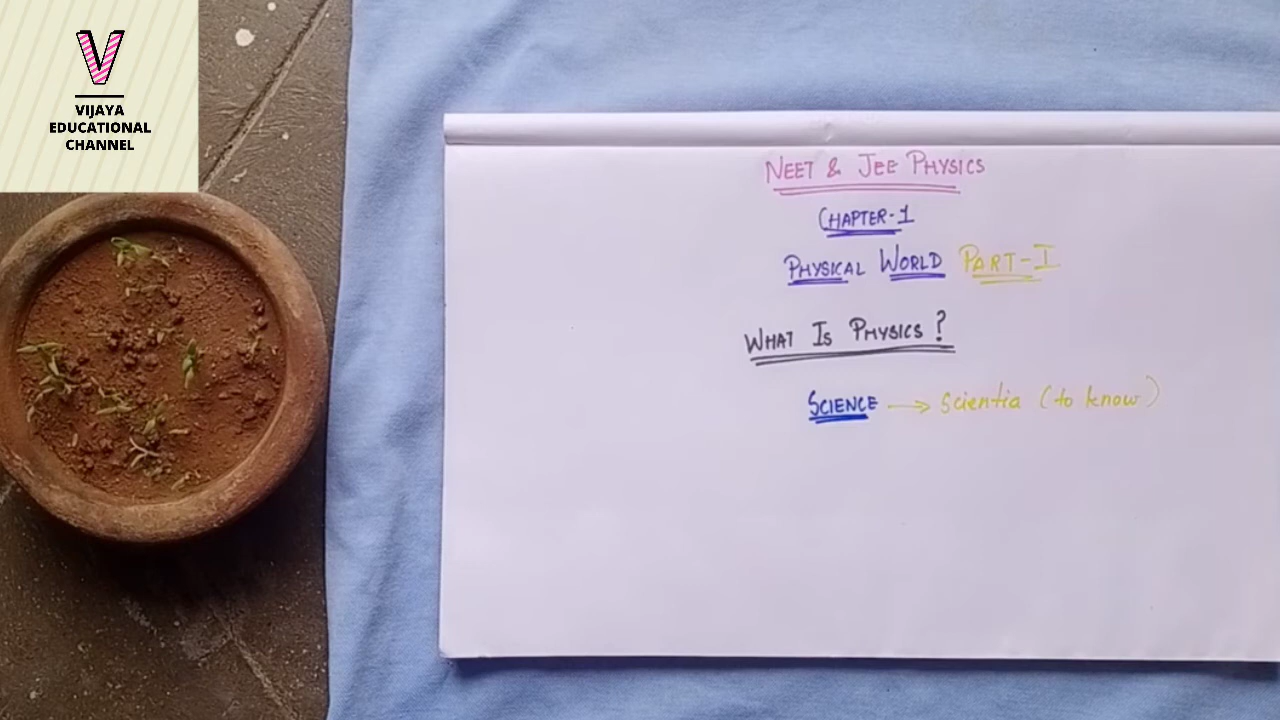 VIJAYA
EDUCATIONAL
CHANNEL
NEET & JEE PHYSICS
CHAPTER-1
PHYSICAL WORLD PART-I
WHAT IS PHYSICS?
SCIENCE → Scientia (to know)